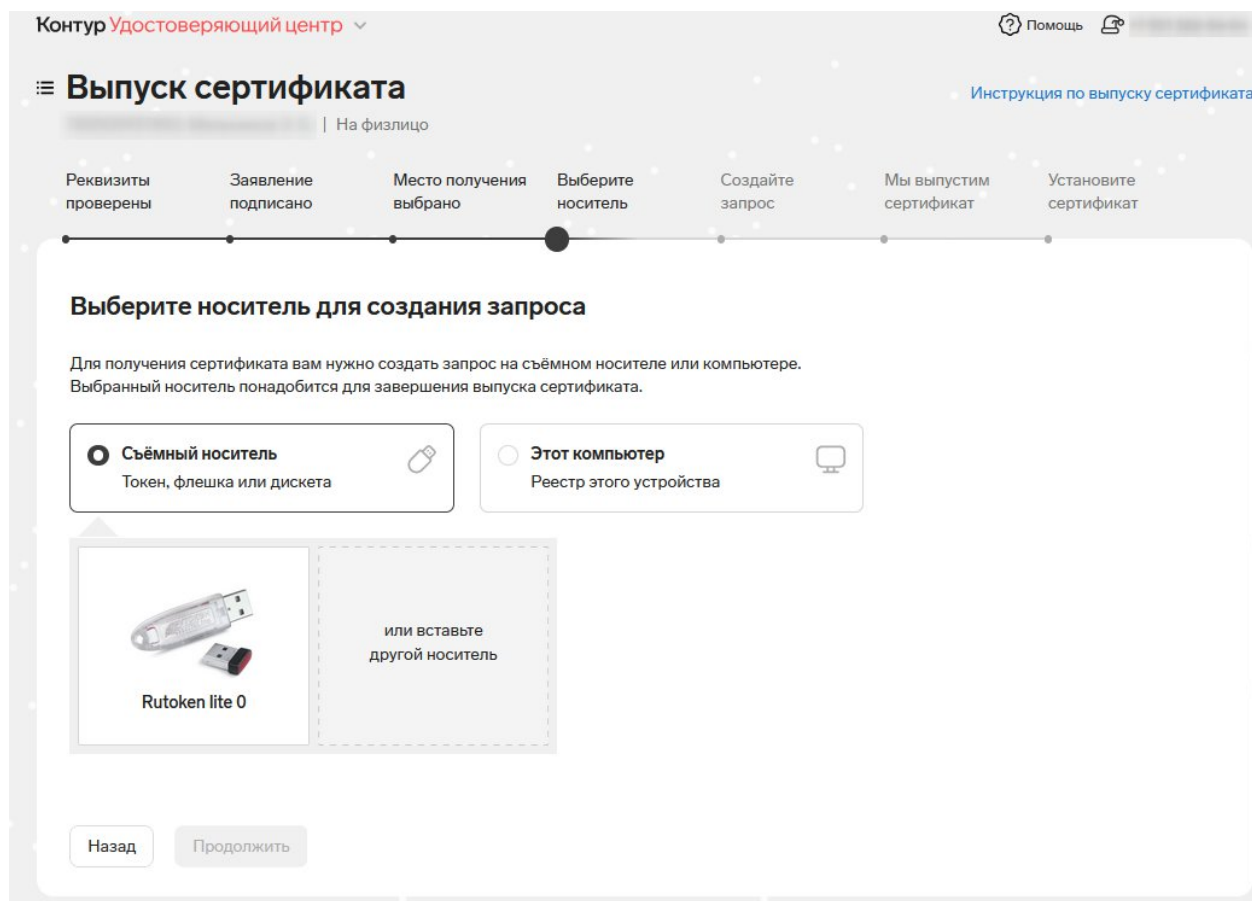 Контур Удостоверяющий центр
Помощь
Выпуск сертификата
Инструкция по выпуску сертификата
| На физлицо
Реквизиты проверены
Заявление подписано
Место получения выбрано
Выберите носитель
Создайте запрос
Мы выпустим сертификат
Установите сертификат
Выберите носитель для создания запроса
Для получения сертификата вам нужно создать запрос на съёмном носителе или компьютере.
Выбранный носитель понадобится для завершения выпуска сертификата.
Съёмный носитель
Токен, флешка или дискета
Этот компьютер
Реестр этого устройства
или вставьте
другой носитель
Rutoken lite 0
Назад
Продолжить